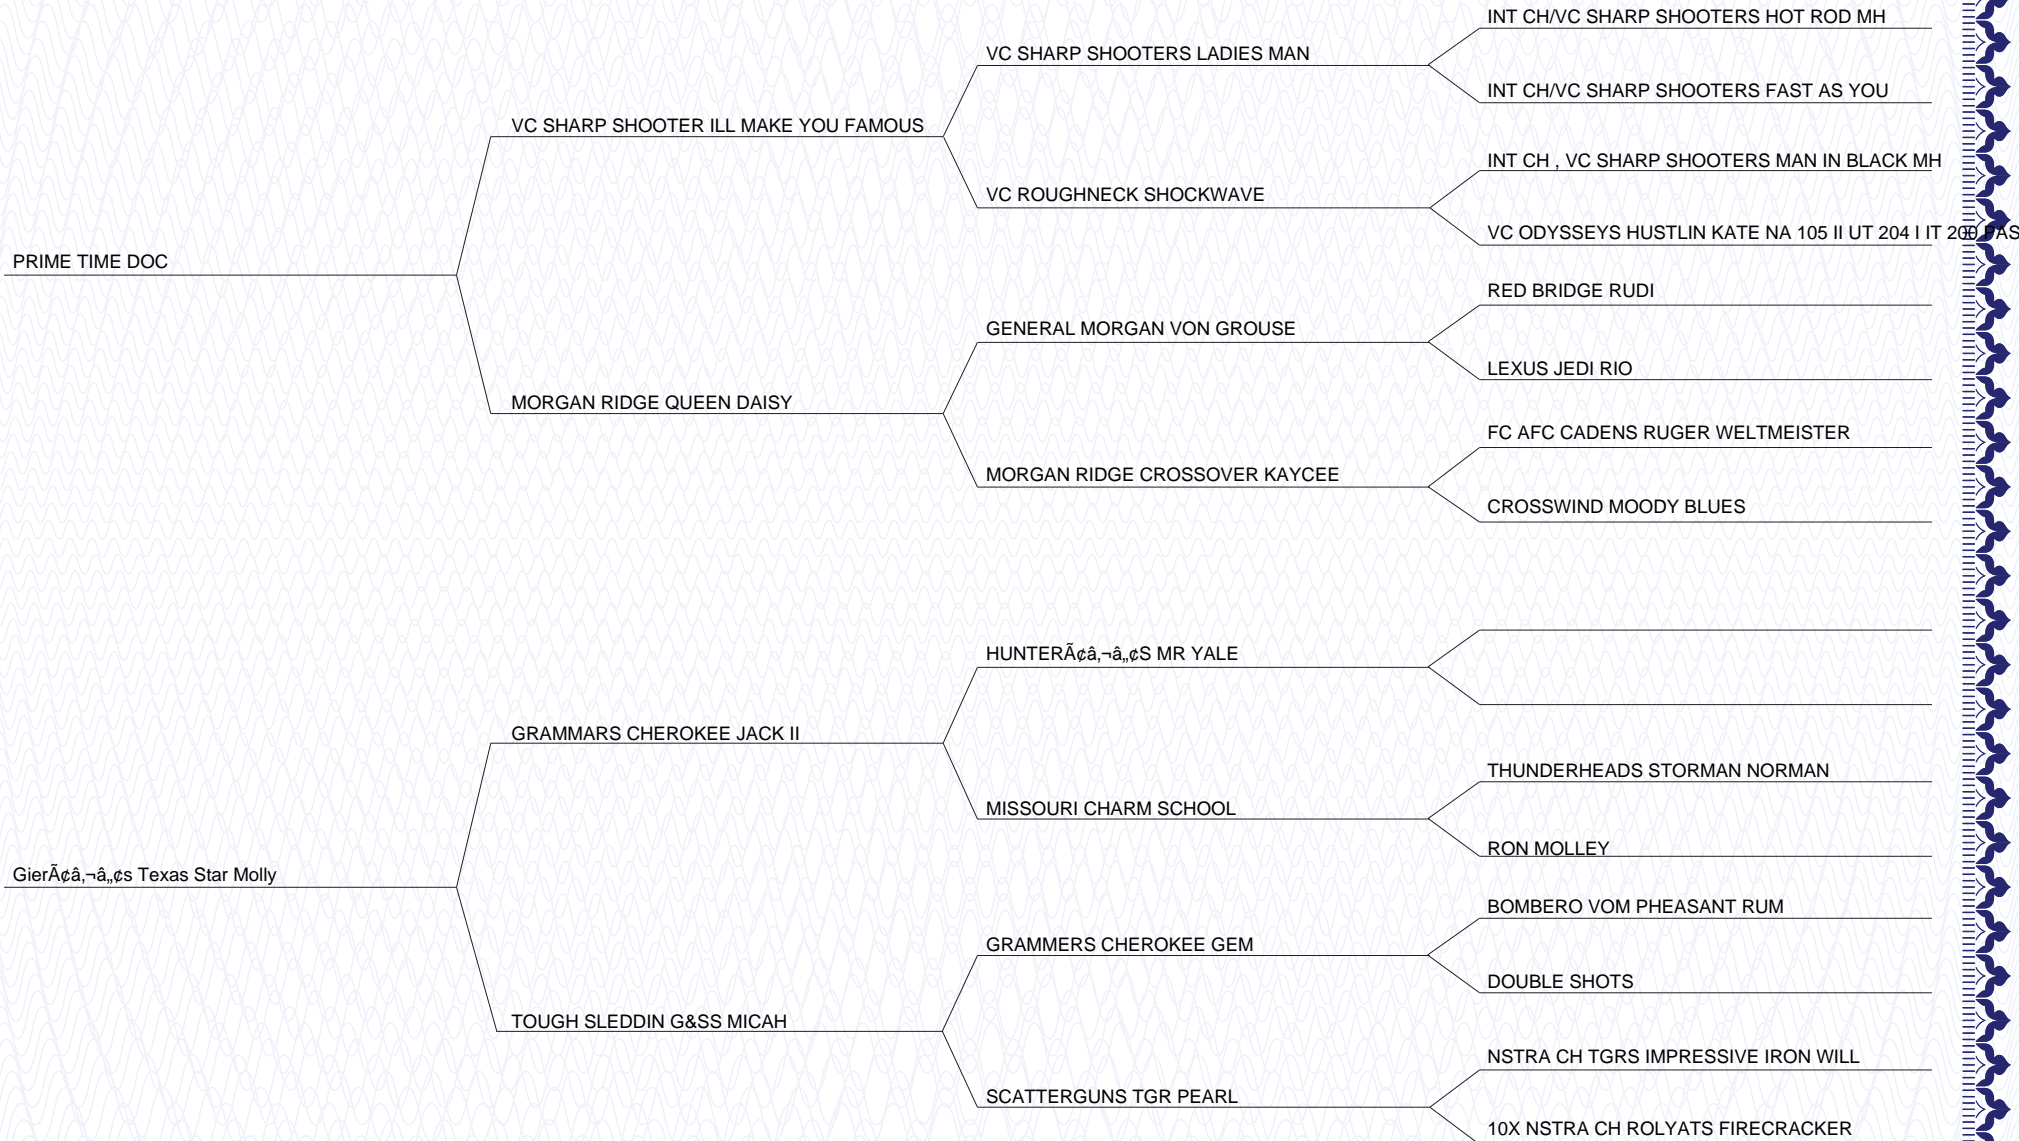 INT CH/VC SHARP SHOOTERS HOT ROD MH
VC SHARP SHOOTERS LADIES MAN
INT CH/VC SHARP SHOOTERS FAST AS YOU
VC SHARP SHOOTER ILL MAKE YOU FAMOUS
INT CH , VC SHARP SHOOTERS MAN IN BLACK MH
VC ROUGHNECK SHOCKWAVE
VC ODYSSEYS HUSTLIN KATE NA 105 II UT 204 I IT 200 PAS
PRIME TIME DOC
RED BRIDGE RUDI
GENERAL MORGAN VON GROUSE
LEXUS JEDI RIO
MORGAN RIDGE QUEEN DAISY
FC AFC CADENS RUGER WELTMEISTER
MORGAN RIDGE CROSSOVER KAYCEE
CROSSWIND MOODY BLUES
HUNTERÃ¢â‚¬â„¢S MR YALE
GRAMMARS CHEROKEE JACK II
THUNDERHEADS STORMAN NORMAN
MISSOURI CHARM SCHOOL
RON MOLLEY
GierÃ¢â‚¬â„¢s Texas Star Molly
BOMBERO VOM PHEASANT RUM
GRAMMERS CHEROKEE GEM
DOUBLE SHOTS
TOUGH SLEDDIN G&SS MICAH
NSTRA CH TGRS IMPRESSIVE IRON WILL
SCATTERGUNS TGR PEARL
10X NSTRA CH ROLYATS FIRECRACKER